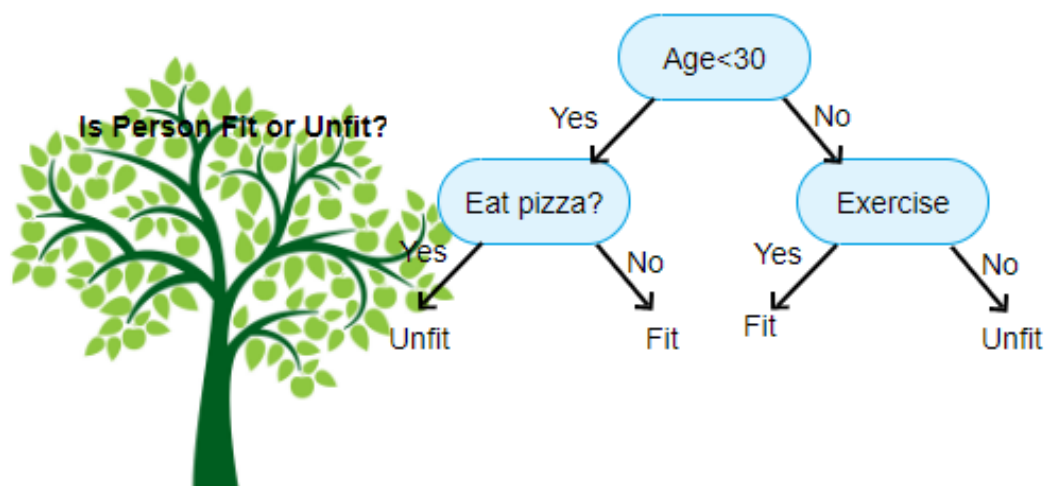 Age<30
Is Person Fit or Unfit?
Yes
No
Eat pizza?
Exercise
Yes
No
Yes
No
Unfit
Fit
Fit
Unfit